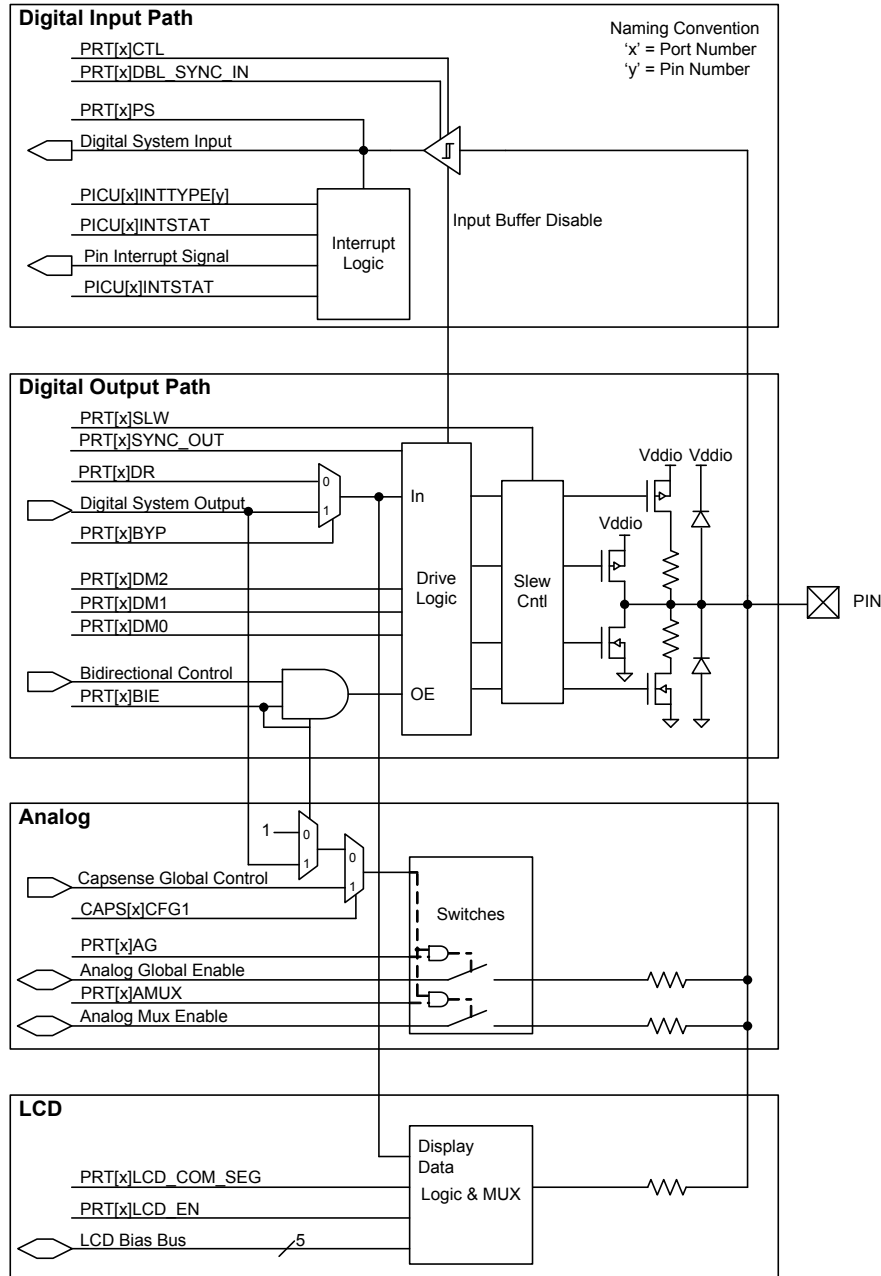 Digital Input Path
Naming Convention
‘x’ = Port Number
‘y’ = Pin Number
PRT[x]CTL
PRT[x]DBL_SYNC_IN
PRT[x]PS
Digital System Input
PICU[x]INTTYPE[y]
PICU[x]INTSTAT
Pin Interrupt Signal
PICU[x]INTSTAT
Interrupt
Logic
Input Buffer Disable
Digital Output Path
PRT[x]SLW
PRT[x]SYNC_OUT
PRT[x]DR
Digital System Output
PRT[x]BYP
0
1
In
PRT[x]DM2
PRT[x]DM1
PRT[x]DM0
Drive
Logic
Slew
Cntl
Vddio Vddio
Vddio
PIN
Bidirectional Control
PRT[x]BIE
OE
Analog
1
0
1
0
1
Capsense Global Control
CAPS[x]CFG1
Switches
PRT[x]AG
Analog Global Enable
PRT[x]AMUX
Analog Mux Enable
LCD
Display
Data
Logic & MUX
PRT[x]LCD_COM_SEG
PRT[x]LCD_EN
LCD Bias Bus
5